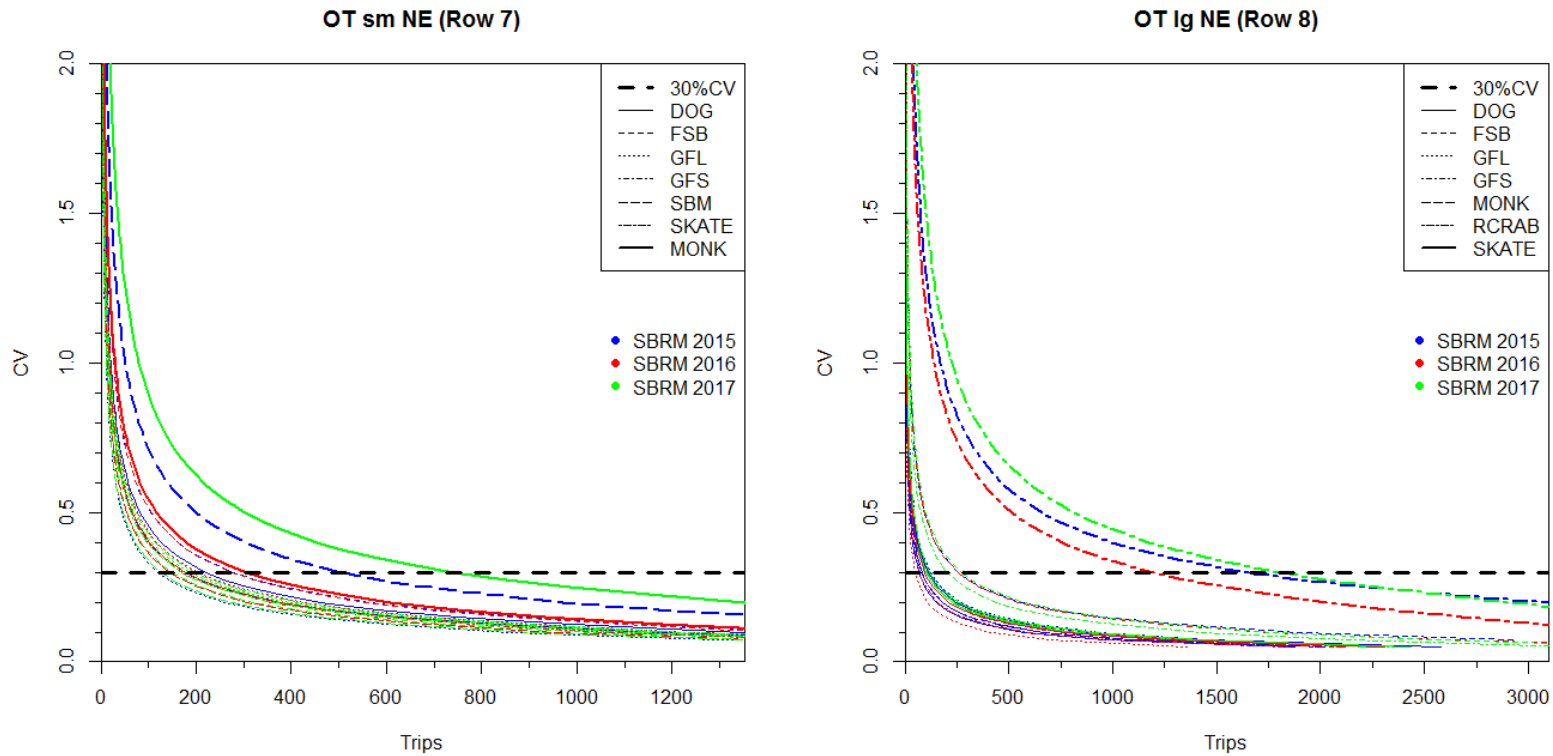 OT sm NE (Row 7)
2.0
1.5
1.0
0.5
0.0
CV
0 200 400 600 800 1000 1200
Trips
30%CV
DOG
FSB
GFL
GFS
SBM
SKATE
MONK
SBRM 2015
SBRM 2016
SBRM 2017
OT lg NE (Row 8)
2.0
1.5
1.0
0.5
0.0
CV
0 500 1000 1500 2000 2500 3000
Trips
30%CV
DOG
FSB
GFL
GFS
MONK
RCRAB
SKATE
SBRM 2015
SBRM 2016
SBRM 2017